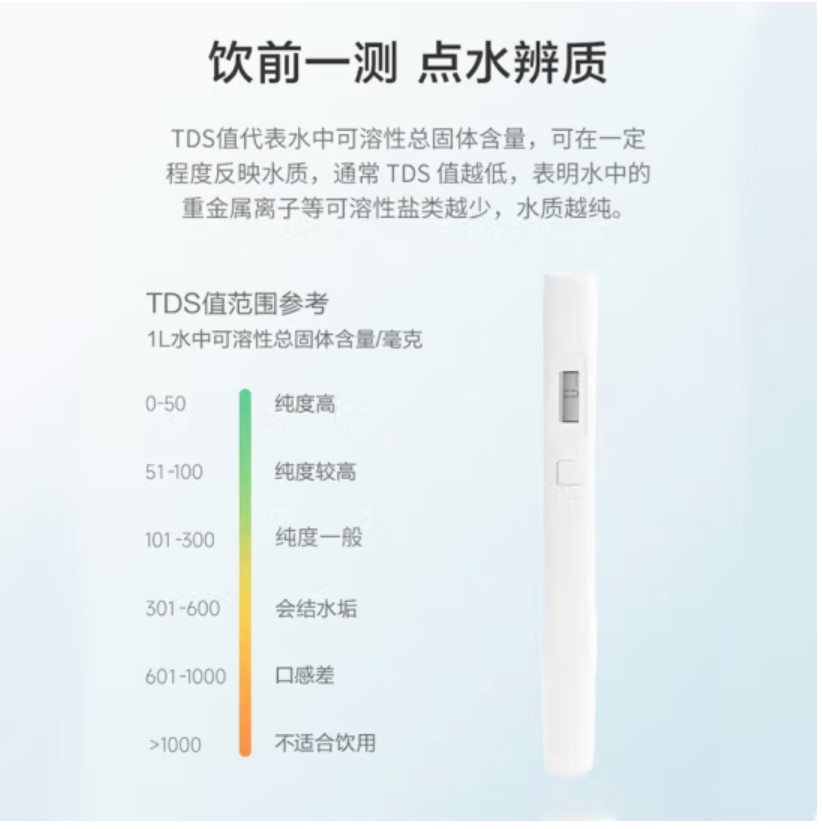 饮前一测 点水辨质
TDS值代表水中可溶性总固体含量，可在一定
程度反映水质，通常 TDS 值越低，表明水中的
重金属离子等可溶性盐类越少，水质越纯。
TDS值范围参考
1L水中可溶性总固体含量/毫克
0-50 纯度高
51-100 纯度较高
101-300 纯度一般
301-600 会结水垢
601-1000 口感差
>1000 不适合饮用